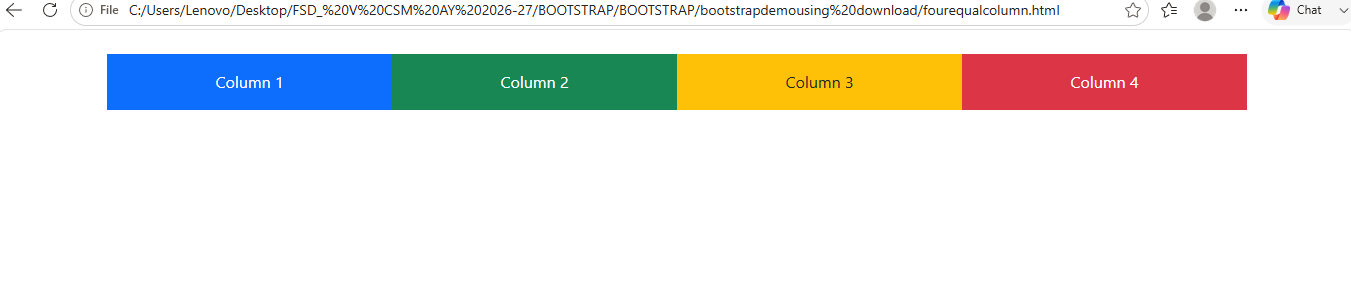 File C:/Users/Lenovo/Desktop/FSD_%20V%20CSM%20AY%202026-27/BOOTSTRAP/BOOTSTRAP/bootstrapdemousing%20download/fourequalcolumn.html Chat
Column 1 Column 2 Column 3 Column 4